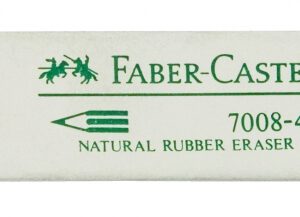 FABER-CASTE
7008-4
NATURAL RUBBER ERASER